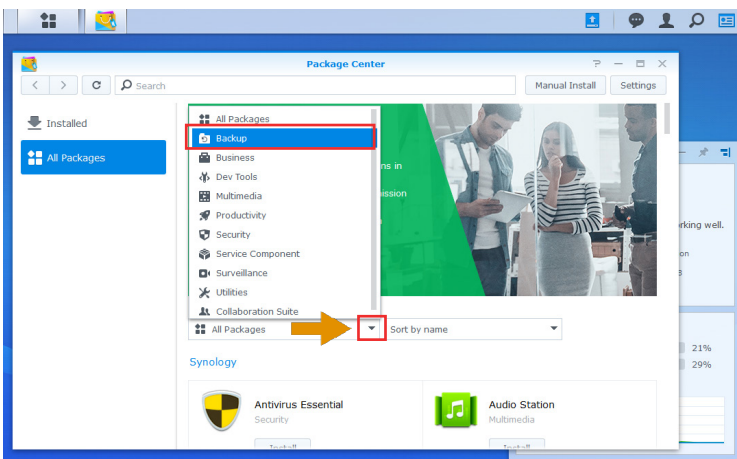 Package Center
Search
Manual Install
Settings
Installed
All Packages
All Packages
Backup
Business
Dev Tools
Multimedia
Productivity
Security
Service Component
Surveillance
Utilities
Collaboration Suite
ns in
ission
All Packages
Sort by name
Synology
Antivirus Essential
Security
Install
Audio Station
Multimedia
Install
rking well.
on
21%
29%